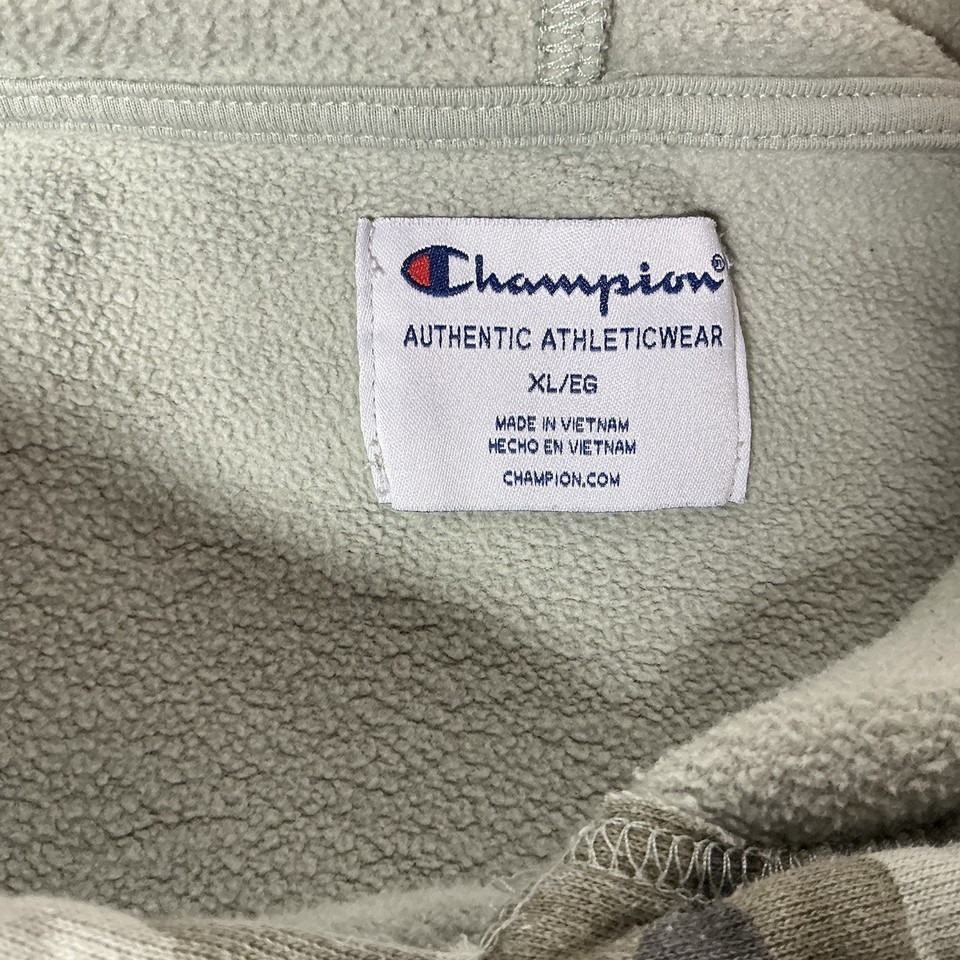 Champion®
AUTHENTIC ATHLETICWEAR
XL/EG
MADE IN VIETNAM
HECHO EN VIETNAM
CHAMPION.COM